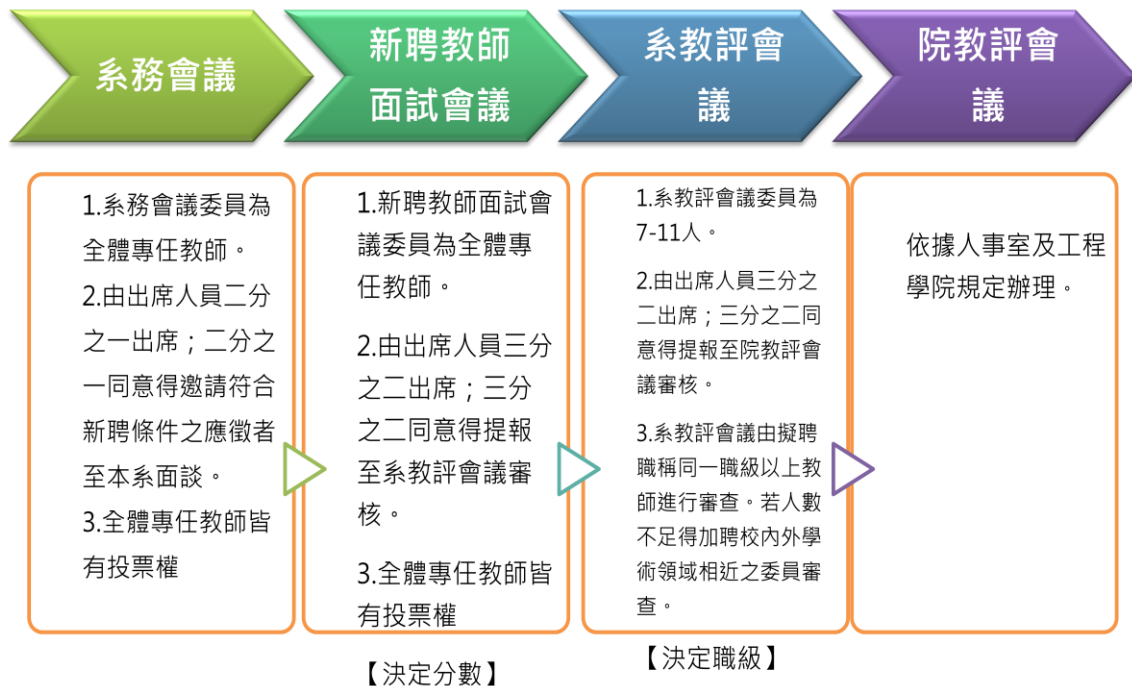 系務會議
新聘教師
面試會議
系教評會
議
院教評會
議
1.系務會議委員為
全體專任教師。
2.由出席人員二分
之一出席；二分之
一同意得邀請符合
新聘條件之應徵者
至本系面談。
3.全體專任教師皆
有投票權
1.新聘教師面試會
議委員為全體專
任教師。
2.由出席人員三分
之二出席；三分
之二同意得提報
至系教評會議審
核。
3.全體專任教師皆
有投票權
【決定分數】
1.系教評會議委員為
7-11人。
2.由出席人員三分之
二出席；三分之二同
意得提報至院教評會
議審核。
3.系教評會議由擬聘
職稱同一職級以上教
師進行審查。若人數
不足得加聘校內外學
術領域相近之委員審
查。
【決定職級】
依據人事室及工程
學院規定辦理。